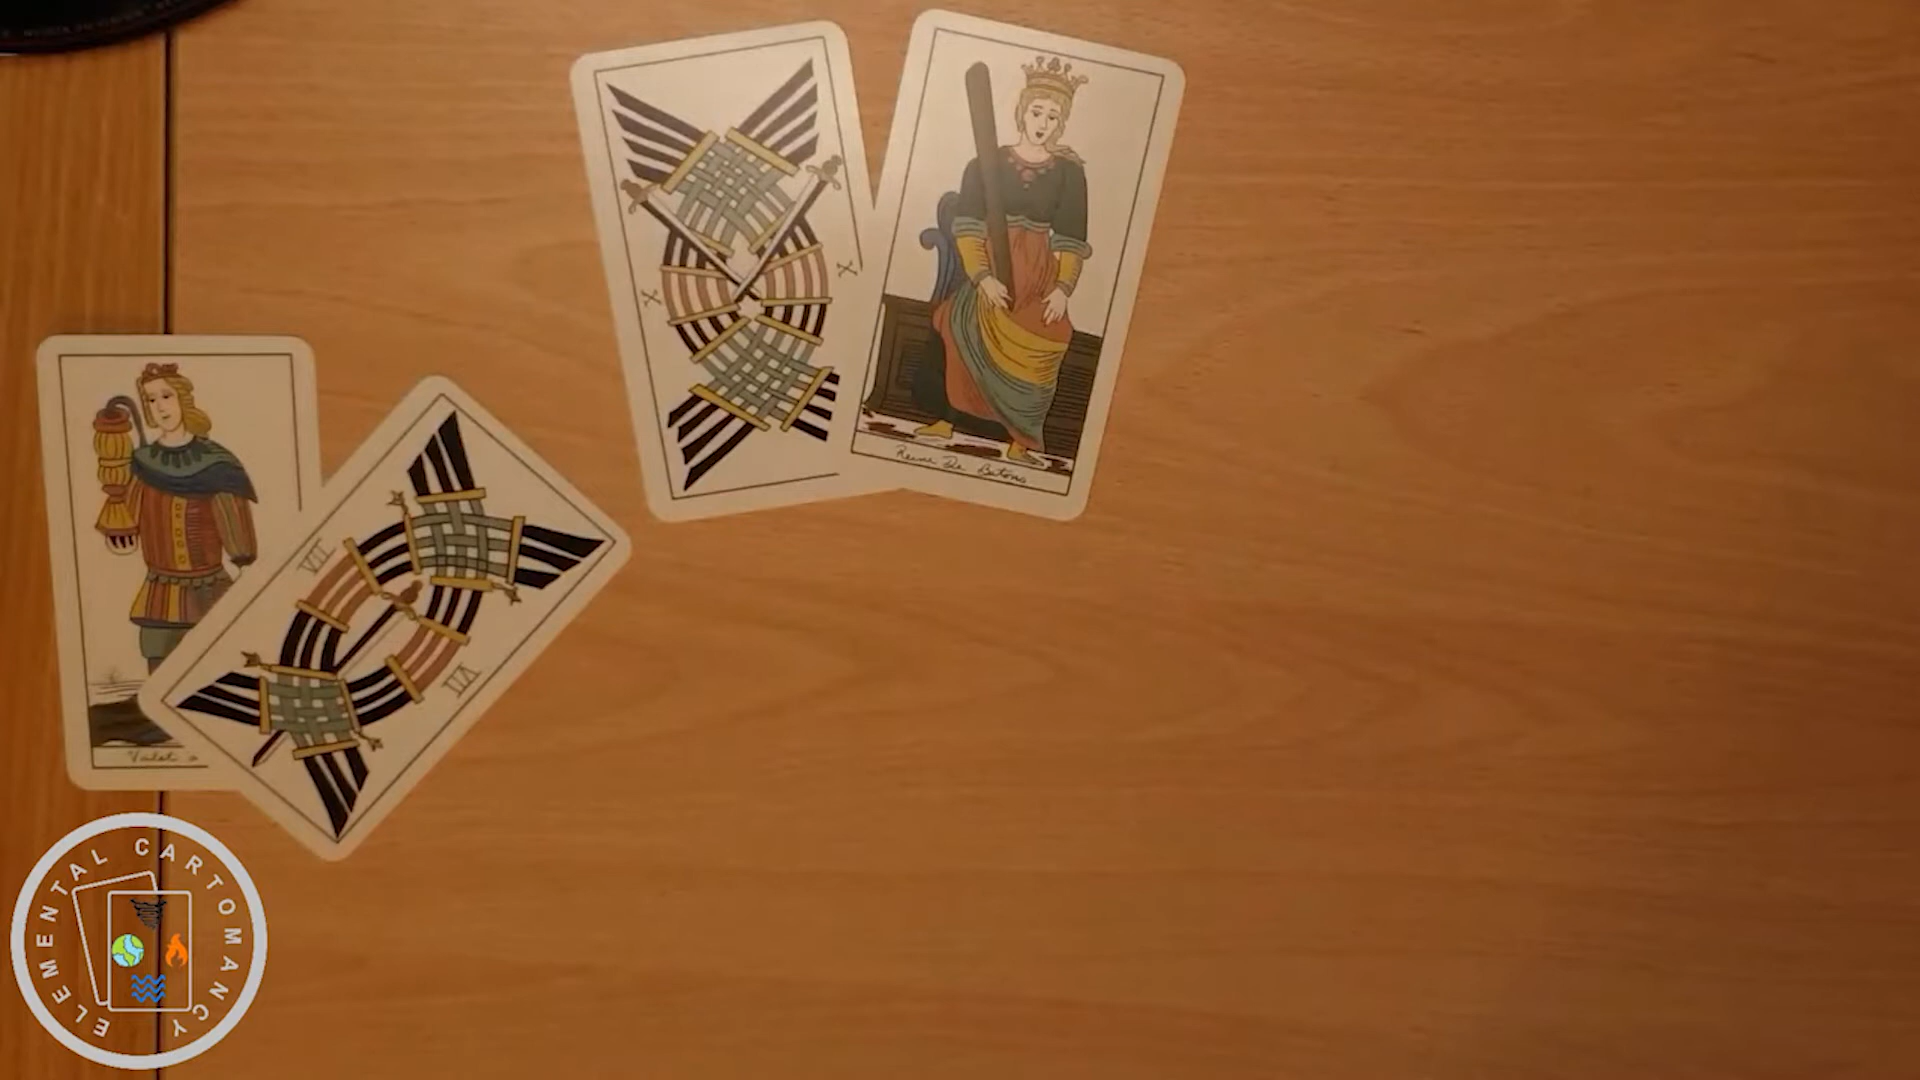 X
X
Reine De Batons
VII
VII
Valet
ELEMENTAL CARTOMANCY